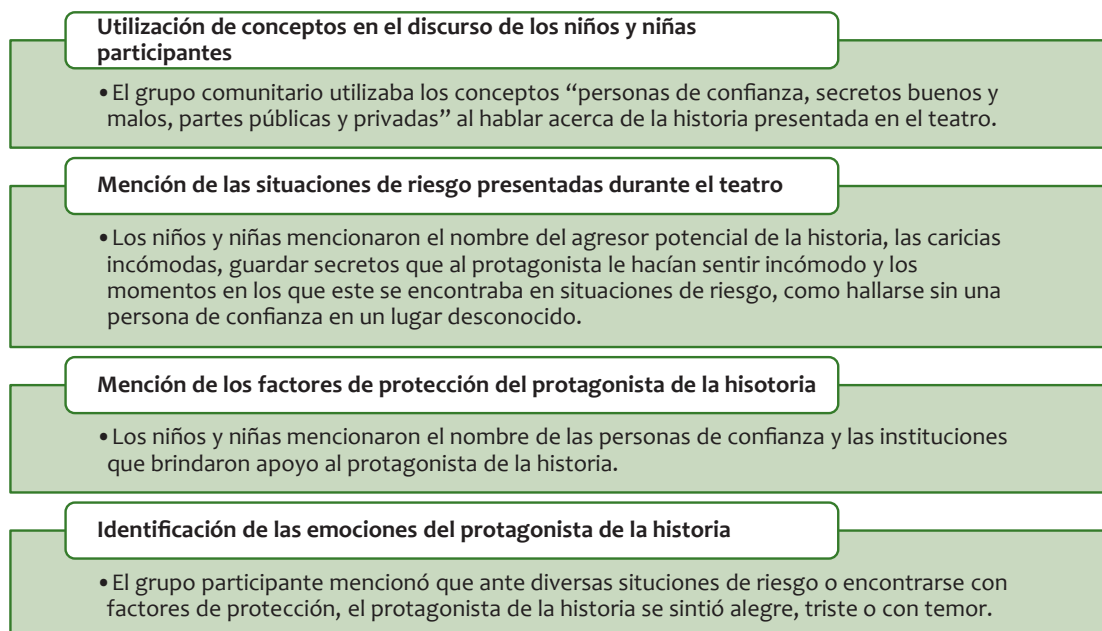 Utilización de conceptos en el discurso de los niños y niñas
participantes
•El grupo comunitario utilizaba los conceptos “personas de confianza, secretos buenos y
malos, partes públicas y privadas” al hablar acerca de la historia presentada en el teatro.
Mención de las situaciones de riesgo presentadas durante el teatro
•Los niños y niñas mencionaron el nombre del agresor potencial de la historia, las caricias
incómodas, guardar secretos que al protagonista le hacían sentir incómodo y los
momentos en los que este se encontraba en situaciones de riesgo, como hallarse sin una
persona de confianza en un lugar desconocido.
Mención de los factores de protección del protagonista de la hisotoria
•Los niños y niñas mencionaron el nombre de las personas de confianza y las instituciones
que brindaron apoyo al protagonista de la historia.
Identificación de las emociones del protagonista de la historia
•El grupo participante mencionó que ante diversas situciones de riesgo o encontrarse con
factores de protección, el protagonista de la historia se sintió alegre, triste o con temor.